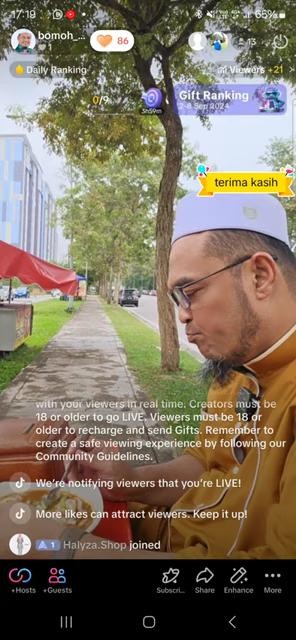 17:19
65%
bomoh_...
86
13
Daily Ranking
Viewers +21
0/9
3h59m
Gift Ranking
2-8 Sep 2024
terima kasih
with your viewers in real time. Creators must be
18 or older to go LIVE. Viewers must be 18 or
older to recharge and send Gifts. Remember to
create a safe viewing experience by following our
Community Guidelines.
We're notifying viewers that you're LIVE!
More likes can attract viewers. Keep it up!
A 1 Halyza.Shop joined
+Hosts
+Guests
Subscri...
Share
Enhance
More